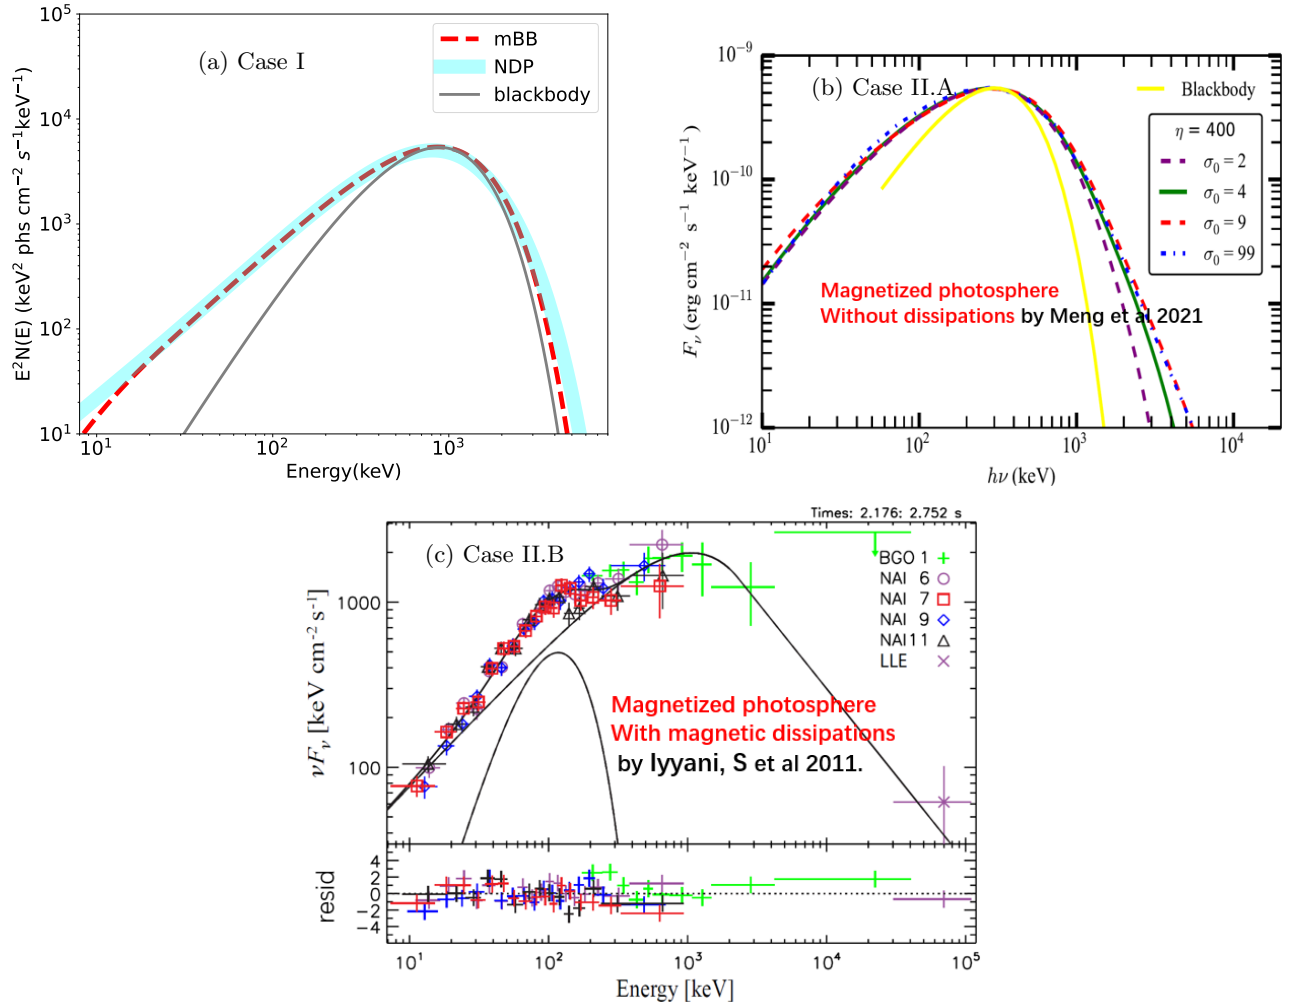 (a) Case I
mBB
NDP
blackbody
E²N(E) (keV² phs cm⁻² s⁻¹keV⁻¹)
10⁵
10⁴
10³
10²
10¹
10¹ 10² 10³
Energy(keV)
(b) Case II.A
Blackbody
η = 400
σ₀ = 2
σ₀ = 4
σ₀ = 9
σ₀ = 99
Magnetized photosphere
Without dissipations by Meng et al 2021
Fν (erg cm⁻² s⁻¹ keV⁻¹)
10⁻⁹
10⁻¹⁰
10⁻¹¹
10⁻¹²
10¹ 10² 10³ 10⁴
hν (keV)
Times: 2.176: 2.752 s
(c) Case II.B
BGO 1
NAI 6
NAI 7
NAI 9
NAI11
LLE
Magnetized photosphere
With magnetic dissipations
by Iyyani, S et al 2011.
νFν [keV cm⁻² s⁻¹]
1000
100
resid
4
2
0
−2
−4
10¹ 10² 10³ 10⁴ 10⁵
Energy [keV]